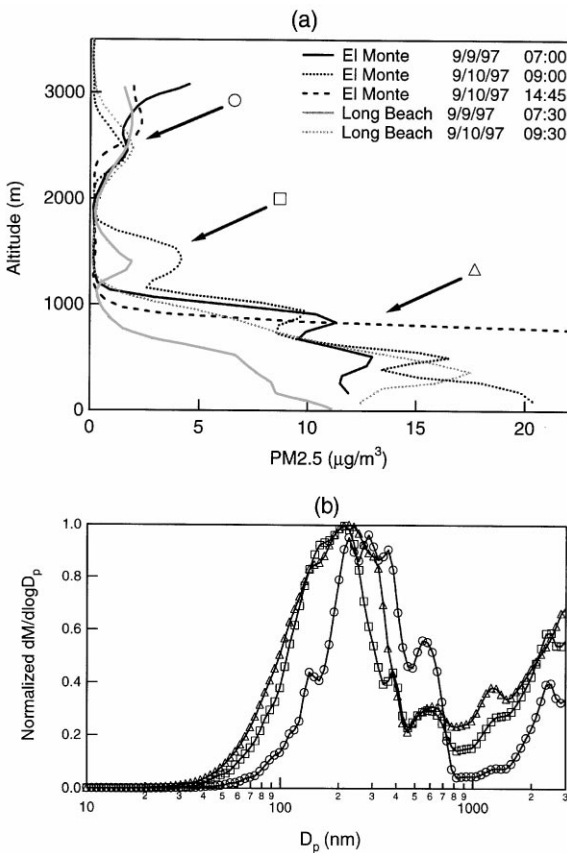 (a)
El Monte 9/9/97 07:00
El Monte 9/10/97 09:00
El Monte 9/10/97 14:45
Long Beach 9/9/97 07:30
Long Beach 9/10/97 09:30
3000
2000
1000
0
Altitude (m)
0 5 10 15 20
PM2.5 (μg/m³)
(b)
1.0
0.8
0.6
0.4
0.2
0.0
Normalized dM/dlogDp
10 3 4 5 6 7 8 9 100 2 3 4 5 6 7 8 9 1000 2 3
Dp (nm)